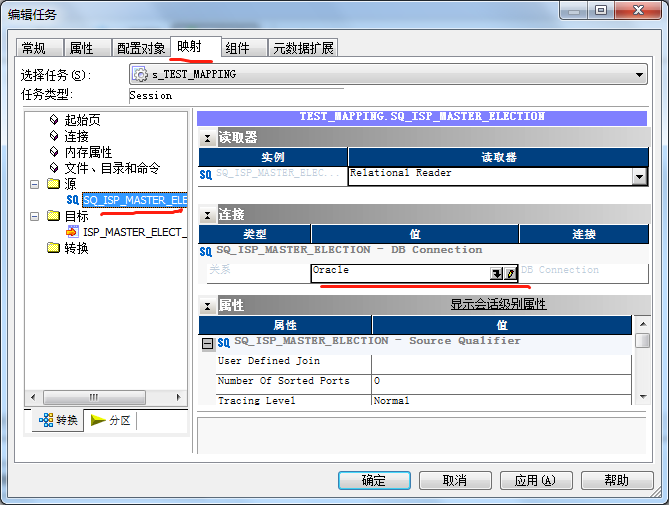 编辑任务
常规 属性 配置对象 映射 组件 元数据扩展
选择任务(S): s_TEST_MAPPING
任务类型: Session
起始页
连接
内存属性
文件、目录和命令
源
SQ SQ_ISP_MASTER_ELE
目标
ISP_MASTER_ELECT_
转换
转换 分区
TEST_MAPPING.SQ_ISP_MASTER_ELECTION
读取器
实例 读取器
SQ SQ_ISP_MASTER_ELEC... Relational Reader
连接
类型 值 连接
SQ SQ_ISP_MASTER_ELECTION - DB Connection
关系 Oracle DB Connection
属性 显示会话级别属性
属性 值
SQ SQ_ISP_MASTER_ELECTION - Source Qualifier
User Defined Join
Number Of Sorted Ports 0
Tracing Level Normal
确定 取消 应用(A) 帮助